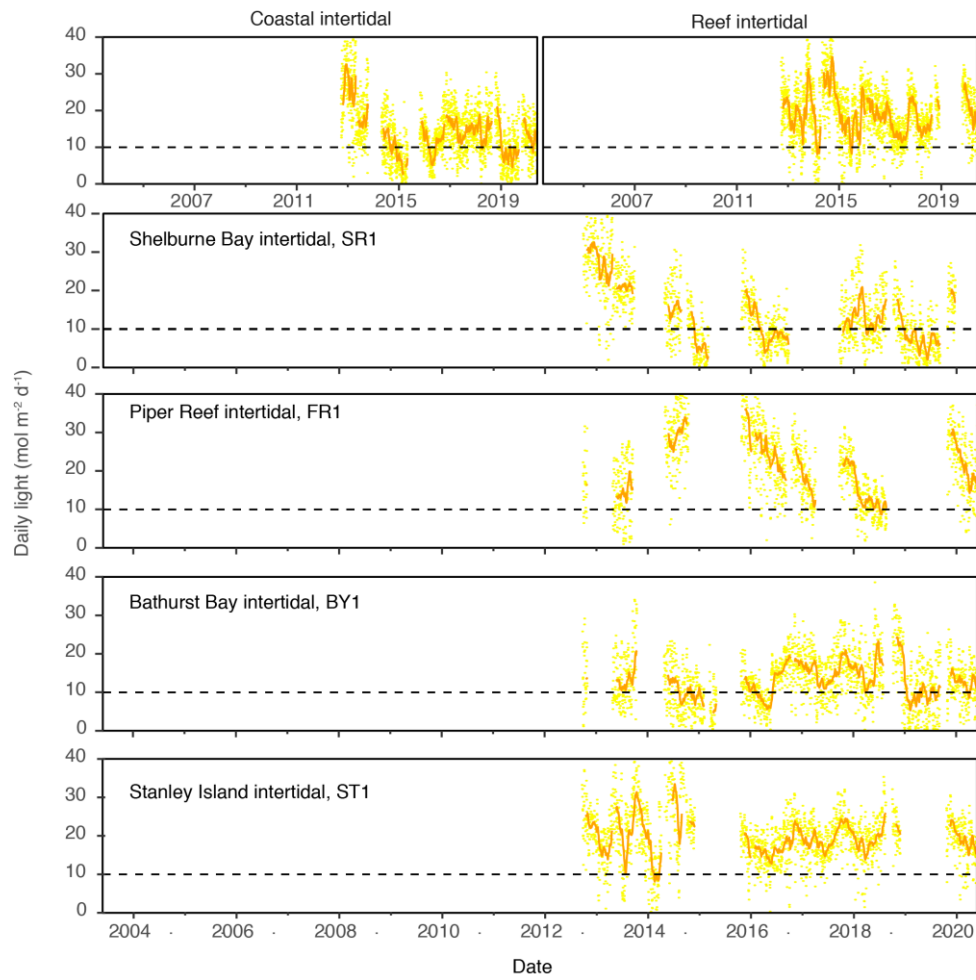 Coastal intertidal Reef intertidal
40
30
20
10
0
2007 2011 2015 2019 2007 2011 2015 2019
40
30
20
10
0
Shelburne Bay intertidal, SR1
40
30
20
10
0
Piper Reef intertidal, FR1
40
30
20
10
0
Bathurst Bay intertidal, BY1
40
30
20
10
0
Stanley Island intertidal, ST1
2004 2006 2008 2010 2012 2014 2016 2018 2020
Date
Daily light (mol m⁻² d⁻¹)